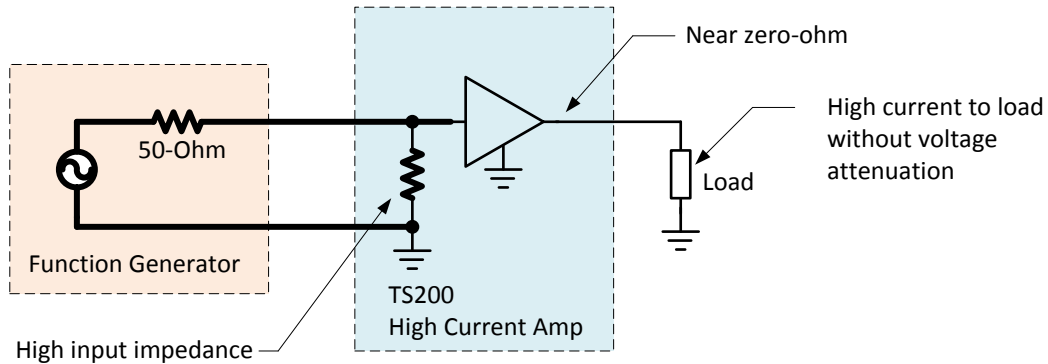 Near zero-ohm
High current to load
without voltage
attenuation
50-Ohm
Load
Function Generator
TS200
High Current Amp
High input impedance